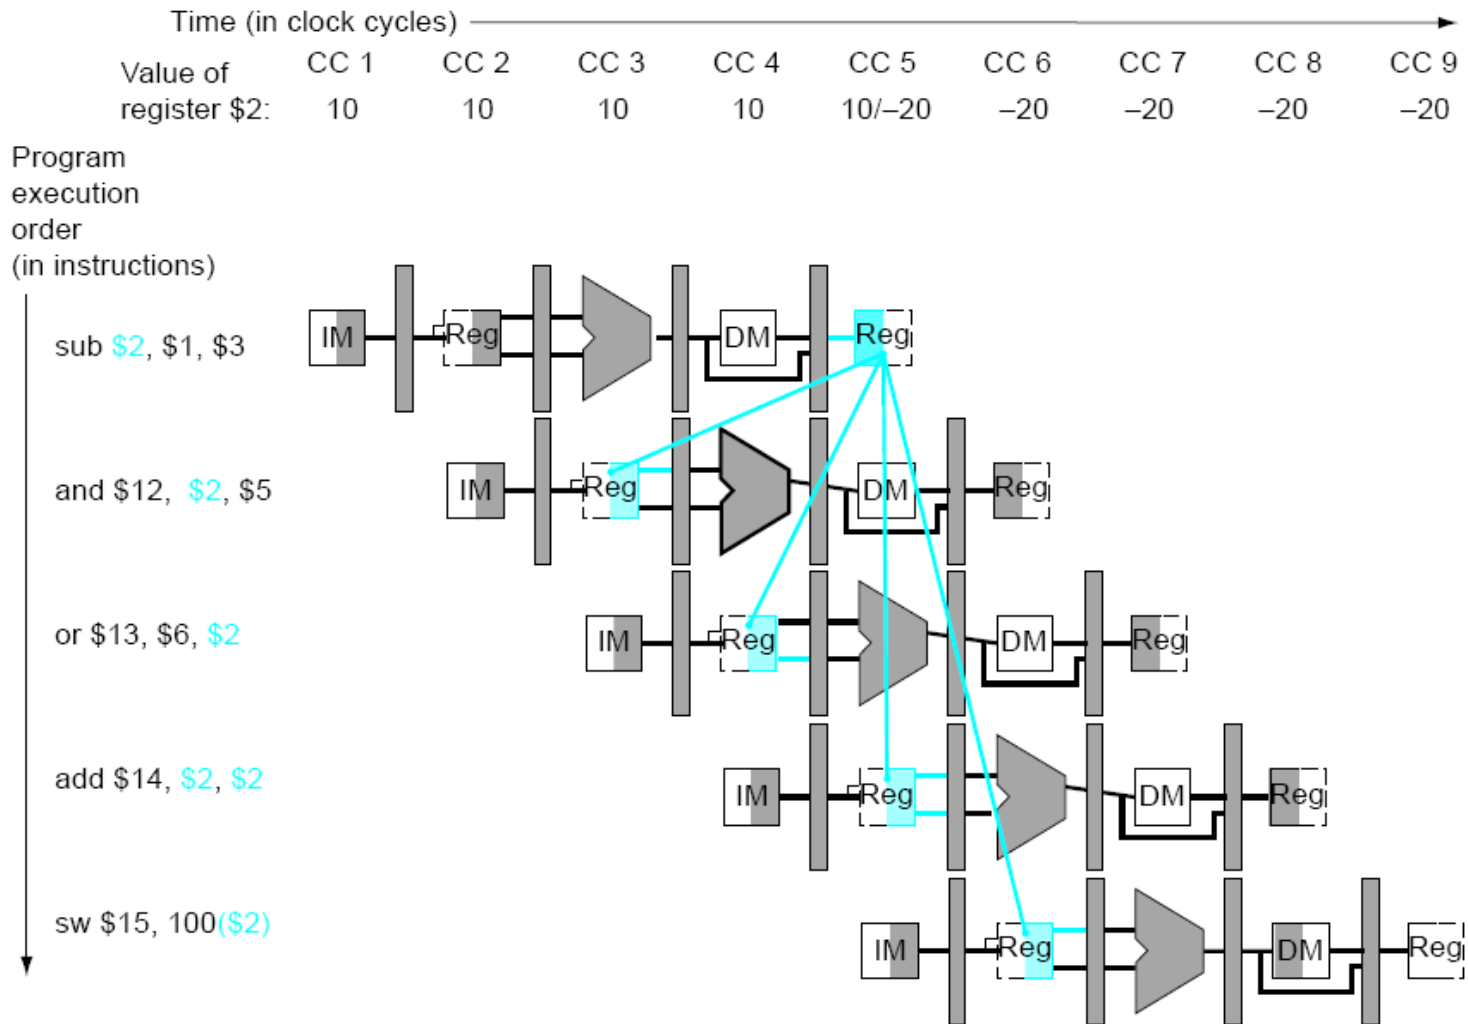 Time (in clock cycles)
Value of register $2:
CC 1 CC 2 CC 3 CC 4 CC 5 CC 6 CC 7 CC 8 CC 9
10 10 10 10 10/–20 –20 –20 –20 –20
Program
execution
order
(in instructions)
sub $2, $1, $3
IM Reg DM Reg
and $12, $2, $5
IM Reg DM Reg
or $13, $6, $2
IM Reg DM Reg
add $14, $2, $2
IM Reg DM Reg
sw $15, 100($2)
IM Reg DM Reg